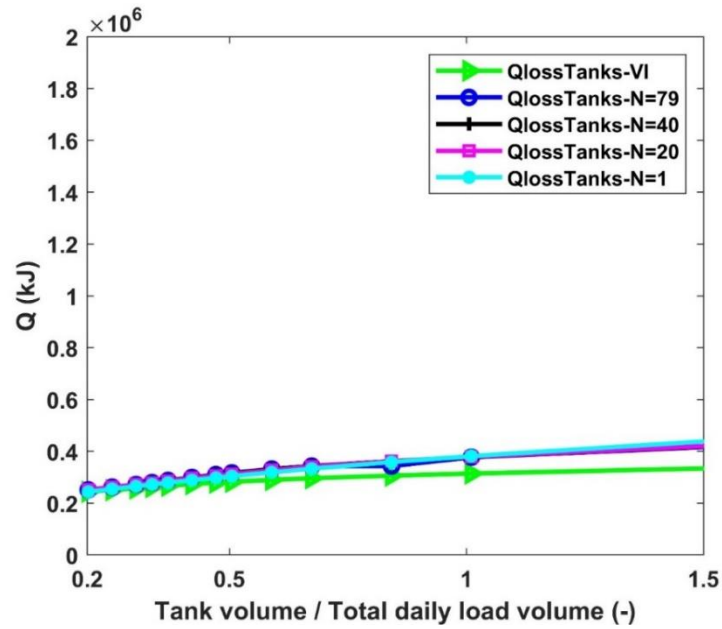 ×10⁶
2
1.8
1.6
1.4
1.2
1
0.8
0.6
0.4
0.2
0
Q (kJ)
QlossTanks-VI
QlossTanks-N=79
QlossTanks-N=40
QlossTanks-N=20
QlossTanks-N=1
0.2 0.5 1 1.5
Tank volume / Total daily load volume (-)